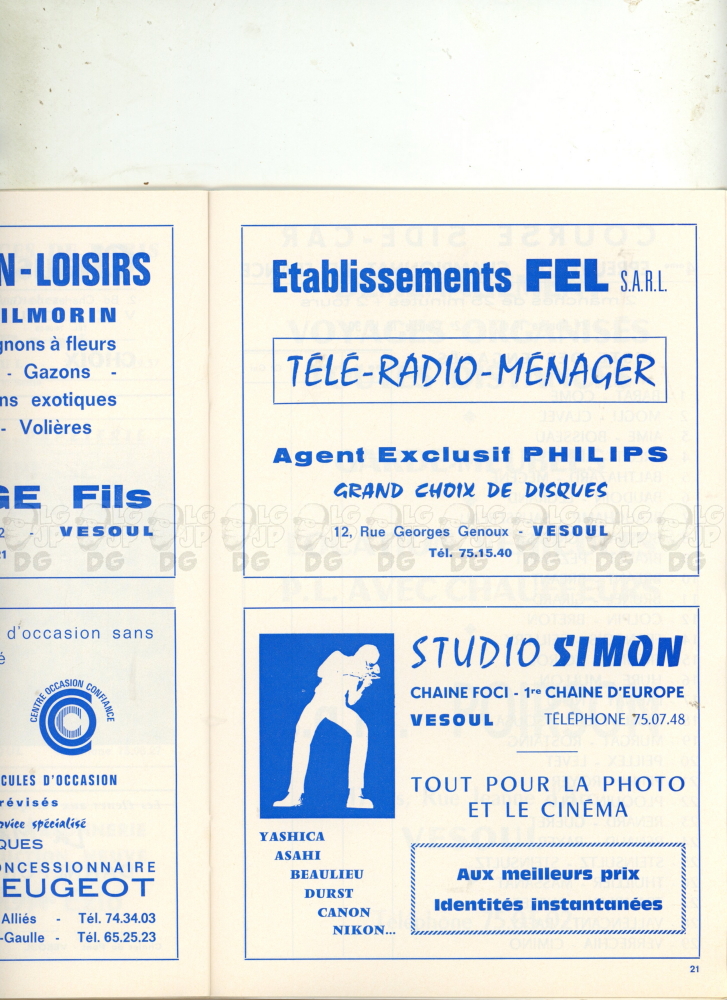 N-LOISIRS
ILMORIN
gnons à fleurs
- Gazons -
ns exotiques
- Volières
GE Fils
2 - VESOUL
21
d'occasion sans
é
CENTRE OCCASION CONFIANCE
CULES D'OCCASION
révisés
rvice spécialisé
QUES
ONCESSIONNAIRE
EUGEOT
Alliés - Tél. 74.34.03
-Gaulle - Tél. 65.25.23
Etablissements FEL S.A.R.L.
TÉLÉ-RADIO-MÉNAGER
Agent Exclusif PHILIPS
GRAND CHOIX DE DISQUES
12, Rue Georges Genoux - VESOUL
Tél. 75.15.40
STUDIO SIMON
CHAINE FOCI - 1re CHAINE D'EUROPE
VESOUL TÉLÉPHONE 75.07.48
TOUT POUR LA PHOTO
ET LE CINÉMA
YASHICA
ASAHI
BEAULIEU
DURST
CANON
NIKON...
Aux meilleurs prix
Identités instantanées
21